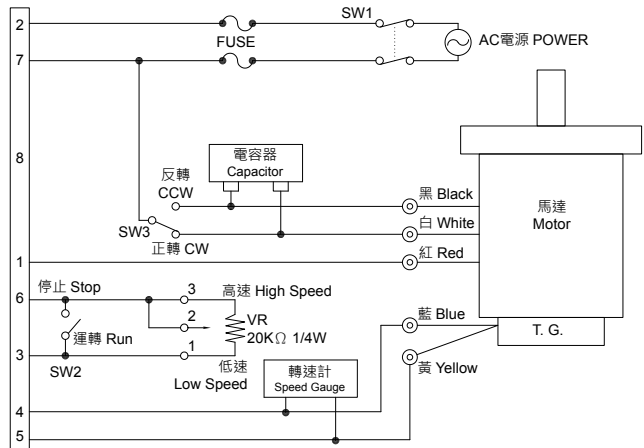 2
7
8
1
6
3
4
5
FUSE
SW1
AC電源 POWER
電容器
Capacitor
反轉
CCW
SW3
正轉 CW
黑 Black
白 White
紅 Red
馬達
Motor
停止 Stop
運轉 Run
SW2
3
2
1
高速 High Speed
VR
20KΩ 1/4W
低速
Low Speed
轉速計
Speed Gauge
藍 Blue
黃 Yellow
T. G.